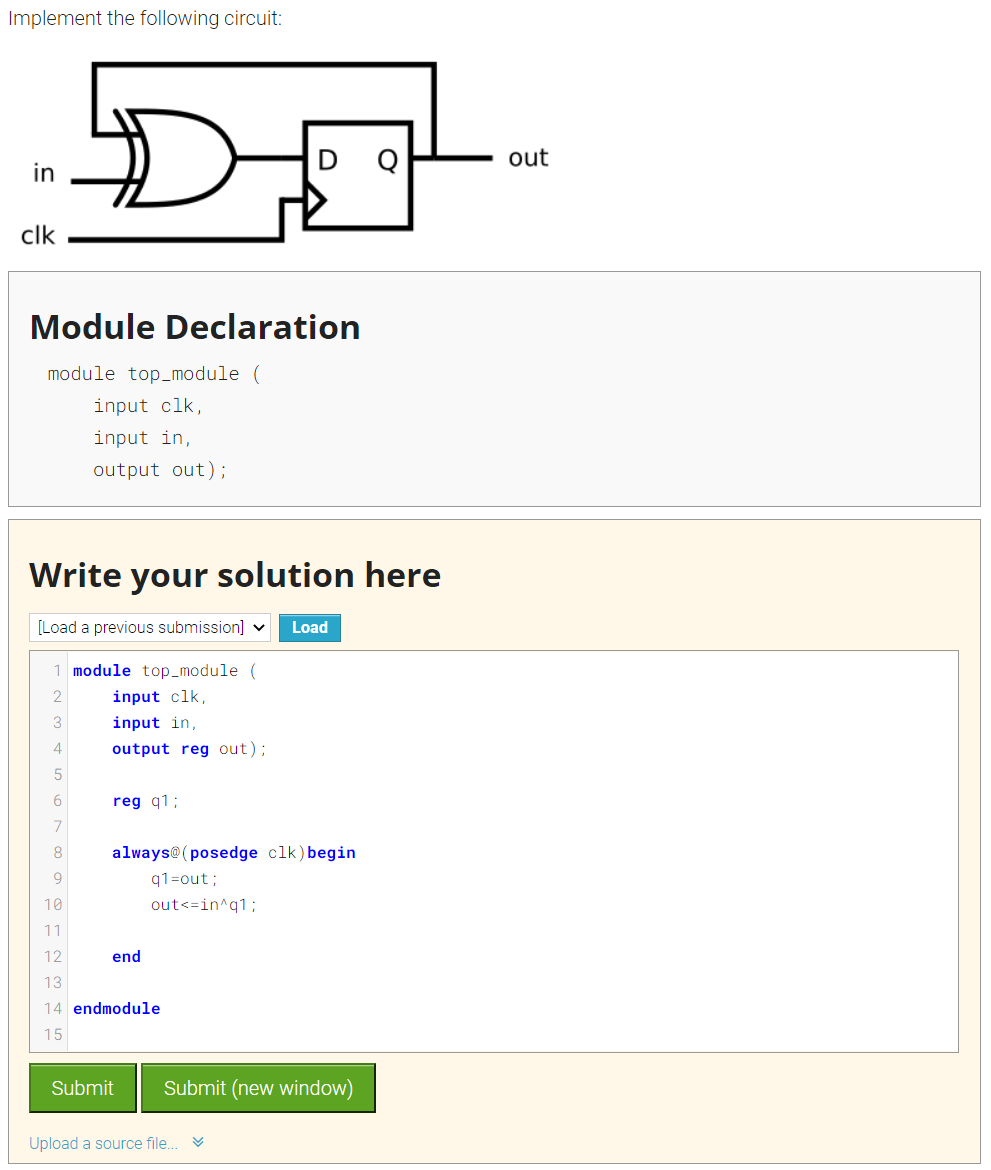 Implement the following circuit:
in
clk
D
Q
out
Module Declaration
module top_module (
    input clk,
    input in,
    output out);
Write your solution here
[Load a previous submission]
Load
1 module top_module (
2     input clk,
3     input in,
4     output reg out);
5
6     reg q1;
7
8     always@(posedge clk)begin
9         q1=out;
10         out<=in^q1;
11
12     end
13
14 endmodule
15
Submit
Submit (new window)
Upload a source file...